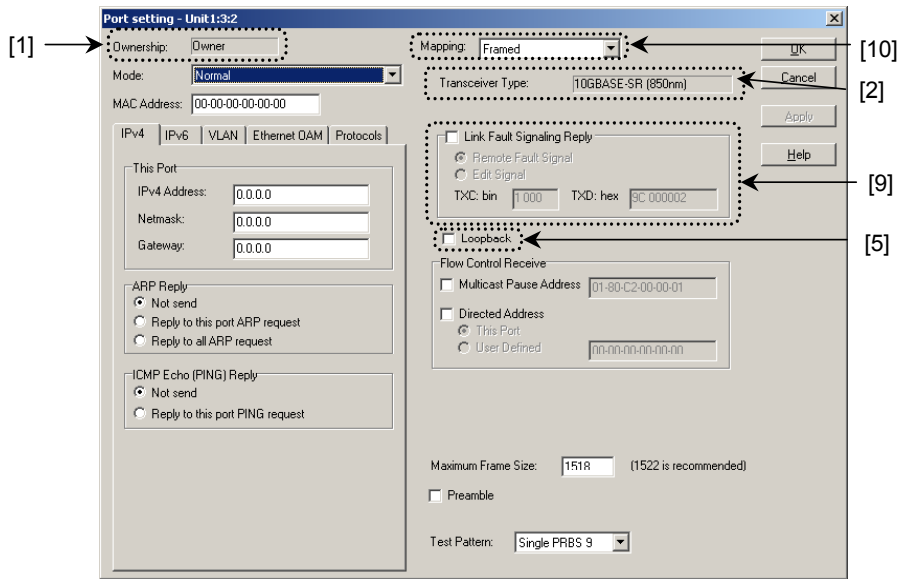 Port setting - Unit1:3:2
[1]
Ownership: Owner
Mode: Normal
MAC Address: 00-00-00-00-00-00
IPv4 IPv6 VLAN Ethernet OAM Protocols
This Port
IPv4 Address: 0.0.0.0
Netmask: 0.0.0.0
Gateway: 0.0.0.0
ARP Reply
Not send
Reply to this port ARP request
Reply to all ARP request
ICMP Echo (PING) Reply
Not send
Reply to this port PING request
Mapping: Framed
[10]
Transceiver Type: 10GBASE-SR (850nm)
[2]
Link Fault Signaling Reply
Remote Fault Signal
Edit Signal
TXC: bin 1 000 TXD: hex 9C 000002
[9]
Loopback
[5]
Flow Control Receive
Multicast Pause Address 01-80-C2-00-00-01
Directed Address
This Port
User Defined 00-00-00-00-00-00
Maximum Frame Size: 1518 (1522 is recommended)
Preamble
Test Pattern: Single PRBS 9
OK
Cancel
Apply
Help